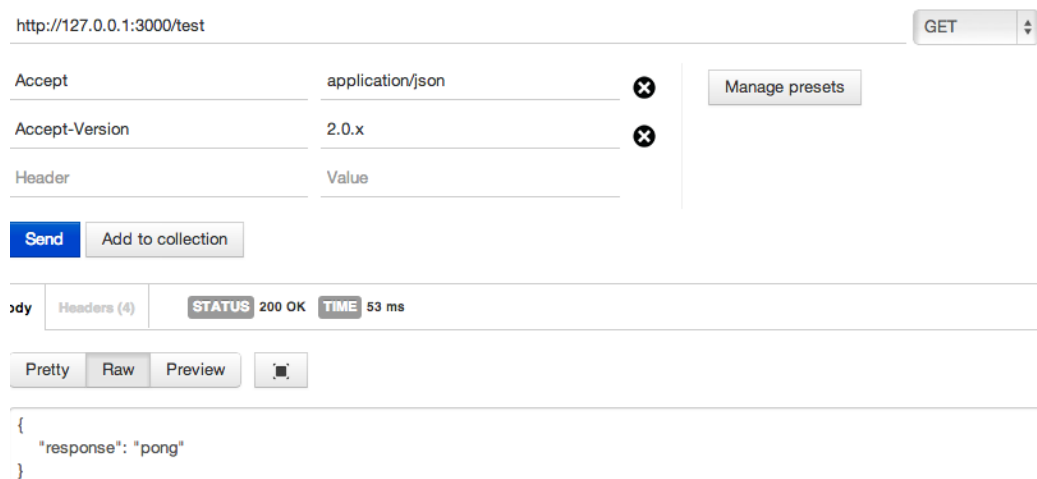 http://127.0.0.1:3000/test GET
Accept application/json Manage presets
Accept-Version 2.0.x
Header Value
Send Add to collection
ody Headers (4) STATUS 200 OK TIME 53 ms
Pretty Raw Preview
{
"response": "pong"
}